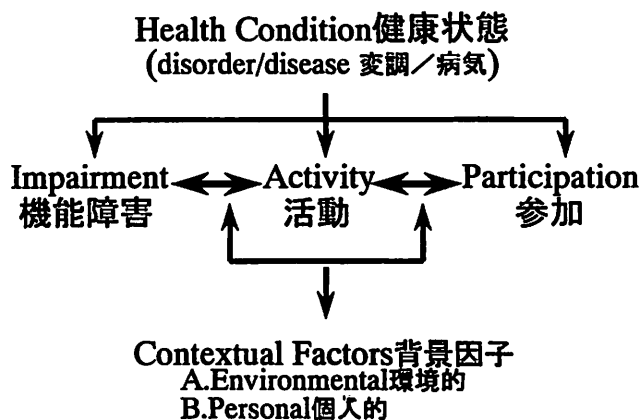 Health Condition健康状態
(disorder/disease 変調／病気)
Impairment Activity Participation
機能障害 活動 参加
Contextual Factors背景因子
A.Environmental環境的
B.Personal個人的